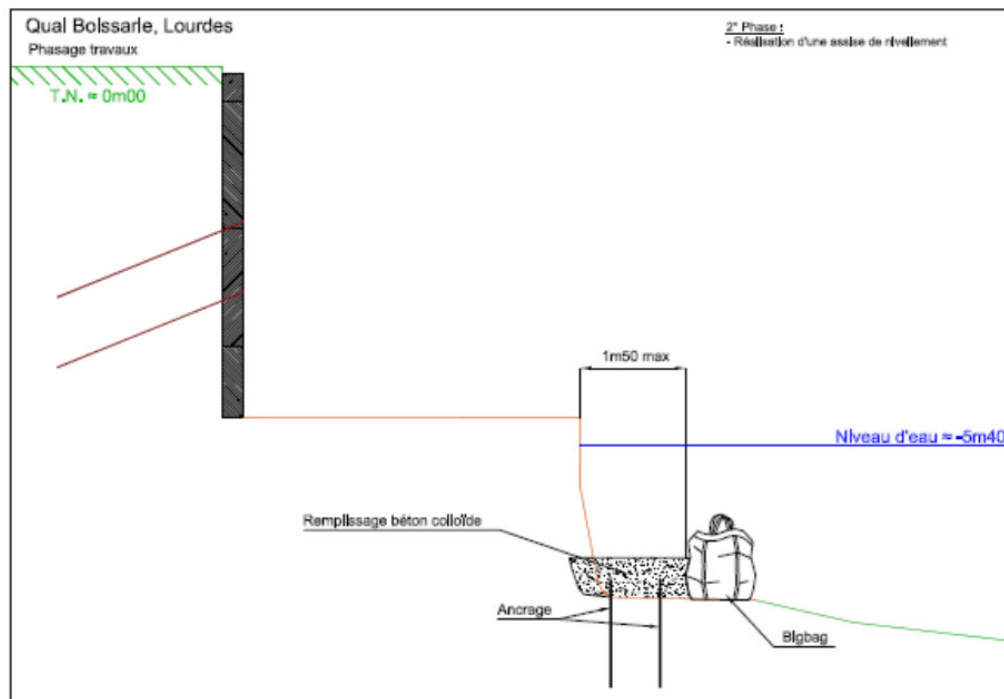 Quai Boissarie, Lourdes
Phasage travaux
2° Phase :
- Réalisation d'une assise de nivellement
T.N. ≈ 0m00
1m50 max
Niveau d'eau ≈ -5m40
Remplissage béton colloïde
Ancrage
Bigbag